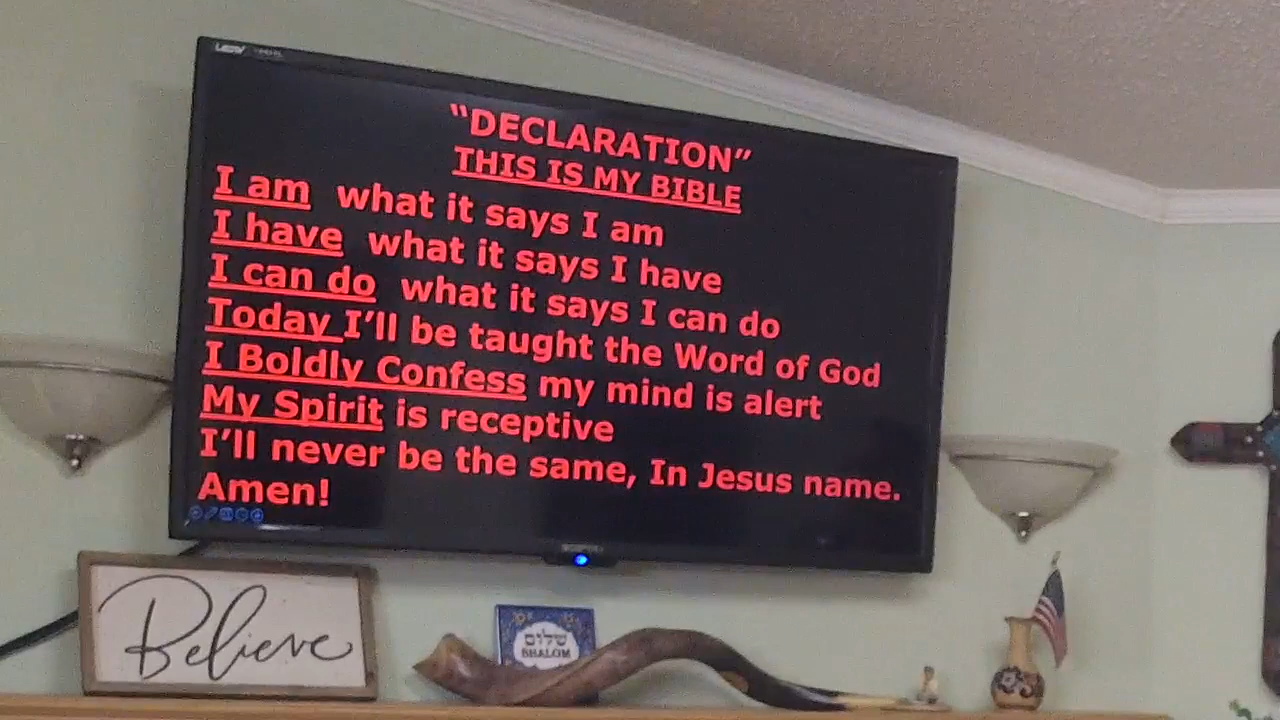 “DECLARATION”
THIS IS MY BIBLE
I am what it says I am
I have what it says I have
I can do what it says I can do
Today I’ll be taught the Word of God
I Boldly Confess my mind is alert
My Spirit is receptive
I’ll never be the same, In Jesus name.
Amen!
Believe
שלום
SHALOM